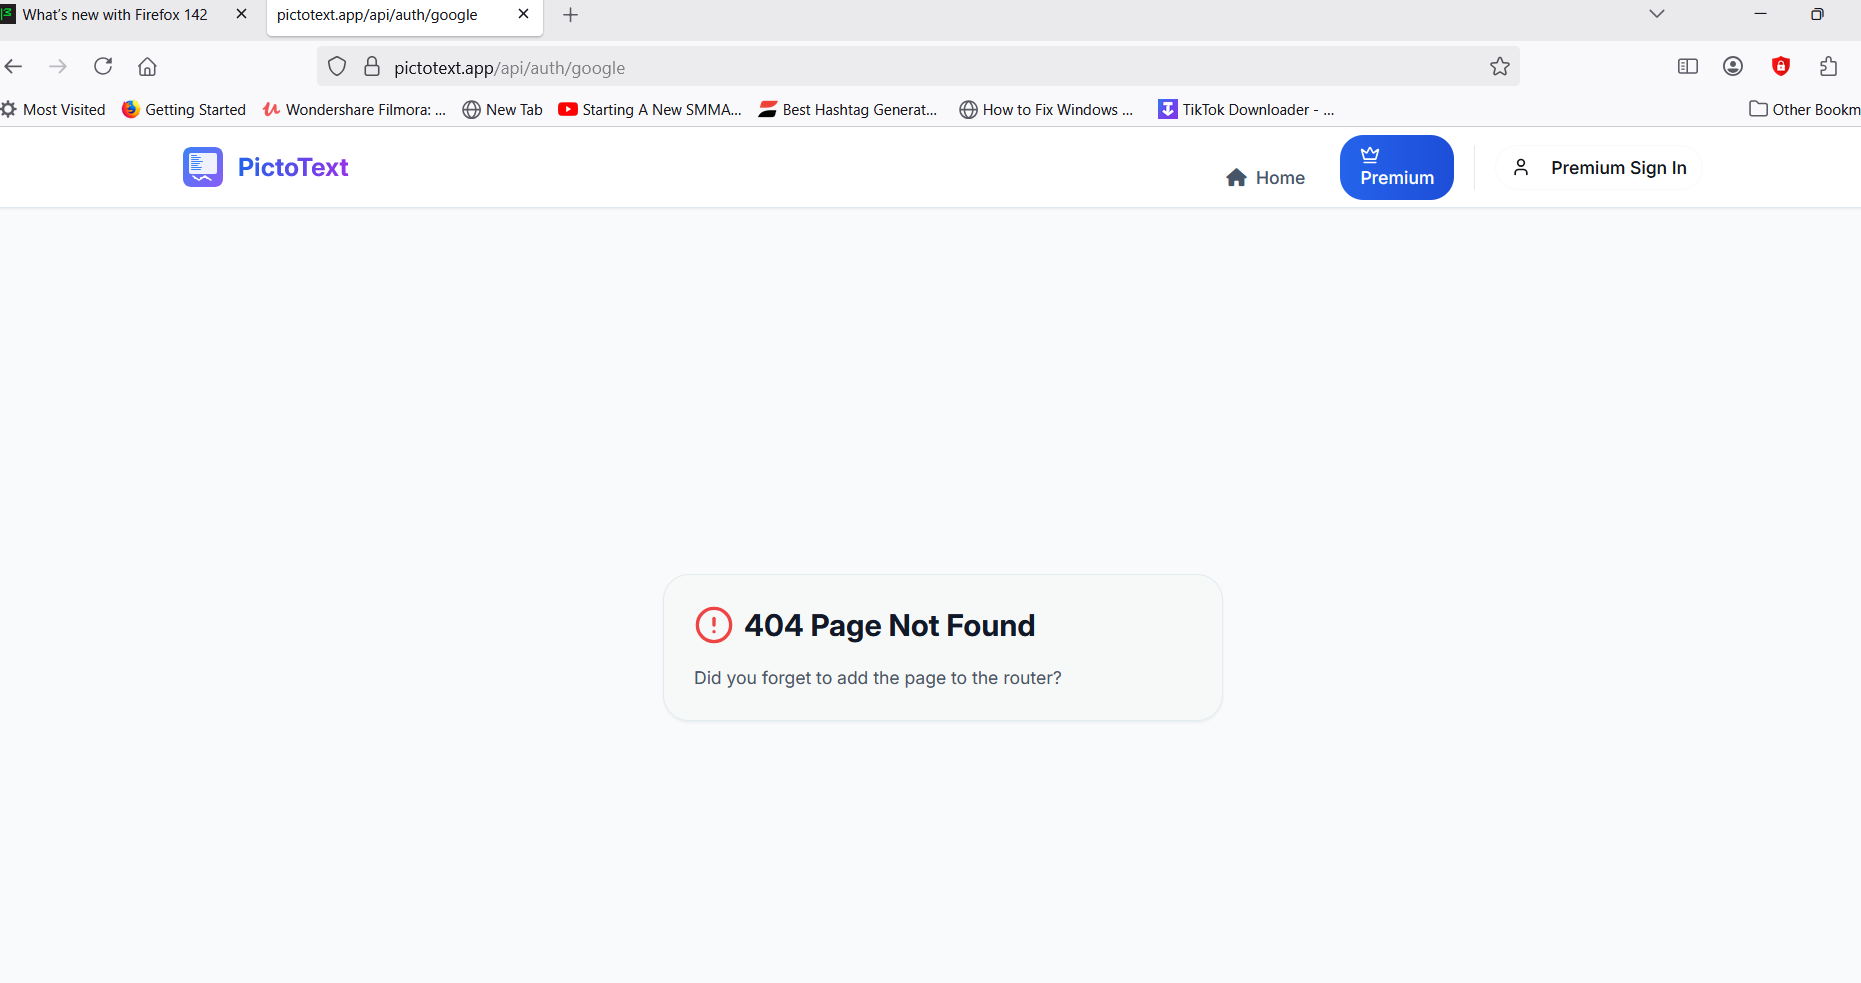 What's new with Firefox 142
pictotext.app/api/auth/google
pictotext.app/api/auth/google
Most Visited
Getting Started
Wondershare Filmora: ...
New Tab
Starting A New SMMA...
Best Hashtag Generat...
How to Fix Windows ...
TikTok Downloader - ...
Other Bookm
PictoText
Home
Premium
Premium Sign In
404 Page Not Found
Did you forget to add the page to the router?